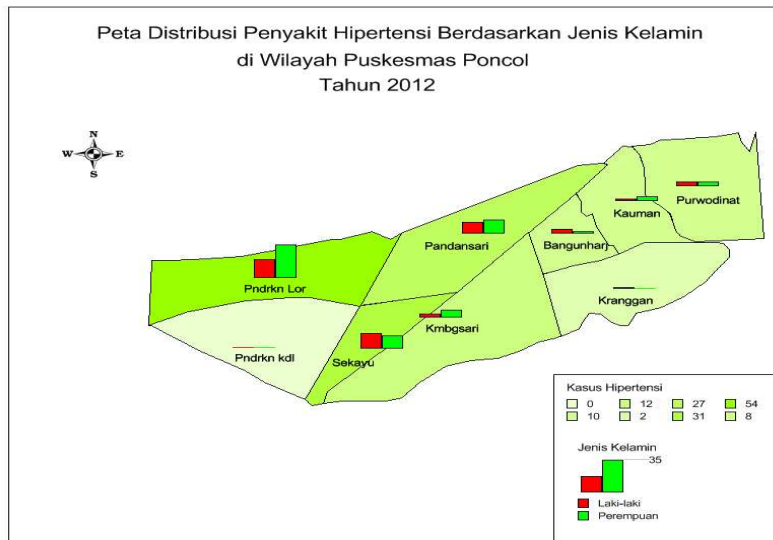 Peta Distribusi Penyakit Hipertensi Berdasarkan Jenis Kelamin
di Wilayah Puskesmas Poncol
Tahun 2012
N
W E
S
Purwodinat
Kauman
Pandansari
Bangunharj
Pndrkn Lor
Kranggan
Kmbgsari
Pndrkn kdl
Sekayu
Kasus Hipertensi
0 12 27 54
10 2 31 8
Jenis Kelamin
35
Laki-laki
Perempuan